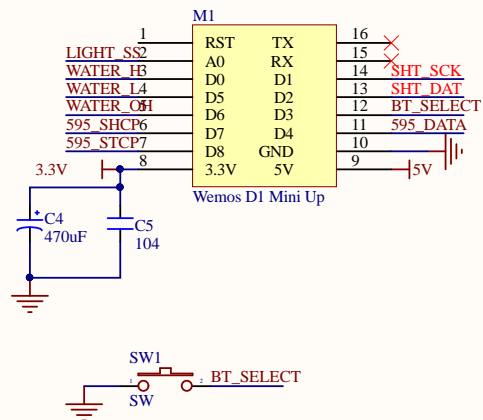 M1
1 RST TX 16
LIGHT_SS 2 A0 RX 15
WATER_H 3 D0 D1 14 SHT_SCK
WATER_L 4 D5 D2 13 SHT_DAT
WATER_OH 5 D6 D3 12 BT_SELECT
595_SHCP 6 D7 D4 11 595_DATA
595_STCP 7 D8 GND 10
3.3V 8 3.3V 5V 9 5V
Wemos D1 Mini Up
+
C4
470uF
C5
104
SW1
1 2 BT_SELECT
SW